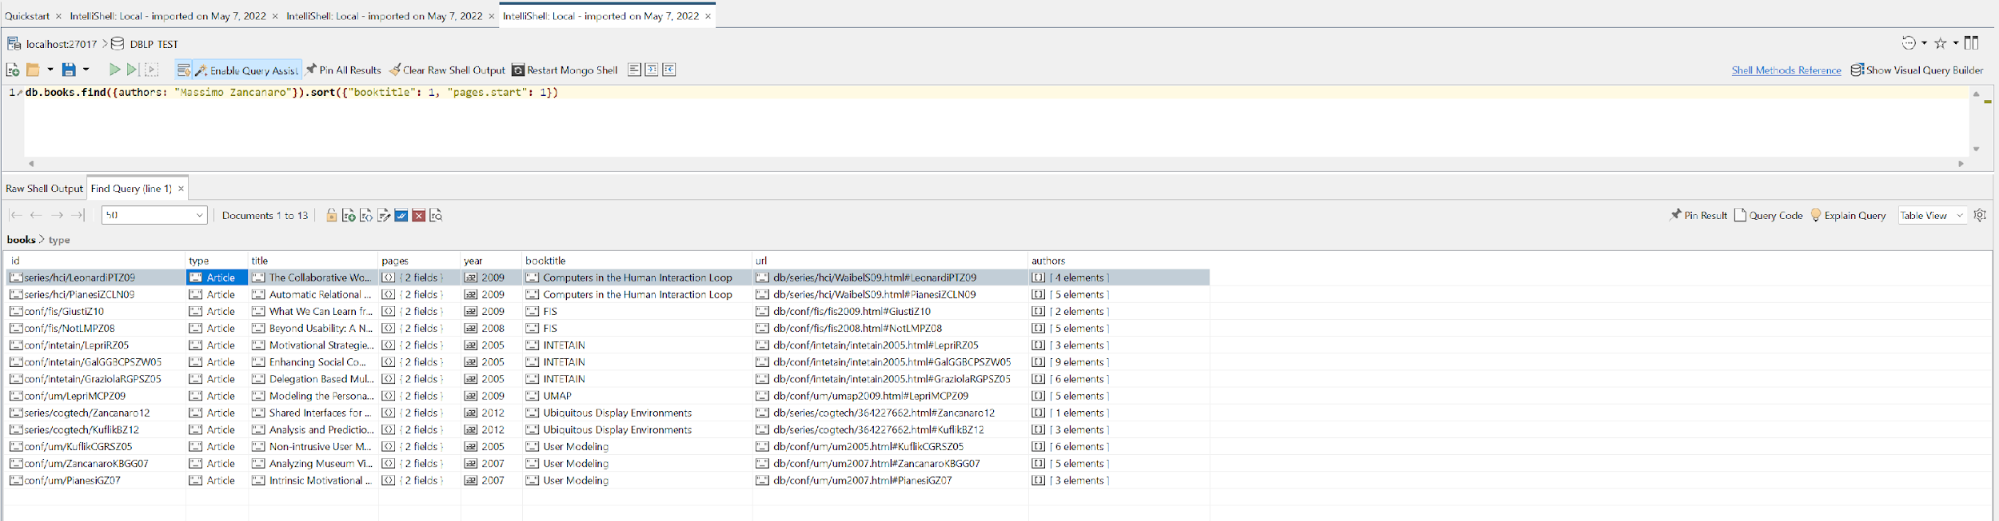 Quickstart × IntelliShell: Local - imported on May 7, 2022 × IntelliShell: Local - imported on May 7, 2022 × IntelliShell: Local - imported on May 7, 2022 ×
localhost:27017 > DBLP TEST
Enable Query Assist Pin All Results Clear Raw Shell Output Restart Mongo Shell Shell Methods Reference Show Visual Query Builder
1 db.books.find({authors: "Massimo Zancanaro"}).sort({"booktitle": 1, "pages.start": 1})
Raw Shell Output Find Query (line 1) ×
50 Documents 1 to 13 Pin Result Query Code Explain Query Table View
books > type
id type title pages year booktitle url authors
series/hci/LeonardiPTZ09 Article The Collaborative Wo... { 2 fields } 2009 Computers in the Human Interaction Loop db/series/hci/WaibelS09.html#LeonardiPTZ09 [ 4 elements ]
series/hci/PianesiZCLN09 Article Automatic Relational ... { 2 fields } 2009 Computers in the Human Interaction Loop db/series/hci/WaibelS09.html#PianesiZCLN09 [ 5 elements ]
conf/fis/GiustiZ10 Article What We Can Learn fr... { 2 fields } 2009 FIS db/conf/fis/fis2009.html#GiustiZ10 [ 2 elements ]
conf/fis/NotLMPZ08 Article Beyond Usability: A N... { 2 fields } 2008 FIS db/conf/fis/fis2008.html#NotLMPZ08 [ 5 elements ]
conf/intetain/LepriRZ05 Article Motivational Strategie... { 2 fields } 2005 INTETAIN db/conf/intetain/intetain2005.html#LepriRZ05 [ 3 elements ]
conf/intetain/GalGGBCPSZW05 Article Enhancing Social Co... { 2 fields } 2005 INTETAIN db/conf/intetain/intetain2005.html#GalGGBCPSZW05 [ 9 elements ]
conf/intetain/GraziolaRGPSZ05 Article Delegation Based Mul... { 2 fields } 2005 INTETAIN db/conf/intetain/intetain2005.html#GraziolaRGPSZ05 [ 6 elements ]
conf/um/LepriMCPZ09 Article Modeling the Persona... { 2 fields } 2009 UMAP db/conf/um/umap2009.html#LepriMCPZ09 [ 5 elements ]
series/cogtech/Zancanaro12 Article Shared Interfaces for ... { 2 fields } 2012 Ubiquitous Display Environments db/series/cogtech/364227662.html#Zancanaro12 [ 1 elements ]
series/cogtech/KuflikBZ12 Article Analysis and Predictio... { 2 fields } 2012 Ubiquitous Display Environments db/series/cogtech/364227662.html#KuflikBZ12 [ 3 elements ]
conf/um/KuflikCGRSZ05 Article Non-intrusive User M... { 2 fields } 2005 User Modeling db/conf/um/um2005.html#KuflikCGRSZ05 [ 6 elements ]
conf/um/ZancanaroKBGG07 Article Analyzing Museum Vi... { 2 fields } 2007 User Modeling db/conf/um/um2007.html#ZancanaroKBGG07 [ 5 elements ]
conf/um/PianesiGZ07 Article Intrinsic Motivational ... { 2 fields } 2007 User Modeling db/conf/um/um2007.html#PianesiGZ07 [ 3 elements ]